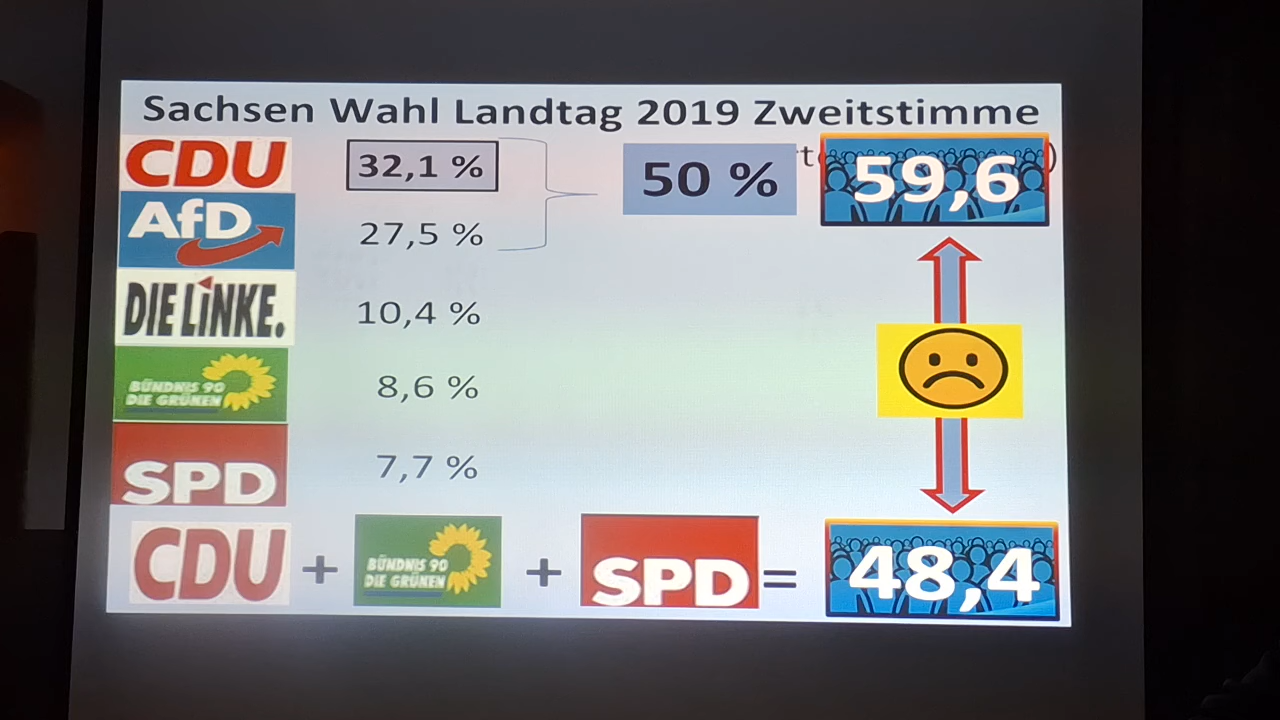 Sachsen Wahl Landtag 2019 Zweitstimme
CDU 32,1 % 50 % 59,6
AfD 27,5 %
DIE LINKE. 10,4 %
BÜNDNIS 90
DIE GRÜNEN 8,6 %
SPD 7,7 %
CDU + BÜNDNIS 90
DIE GRÜNEN + SPD = 48,4